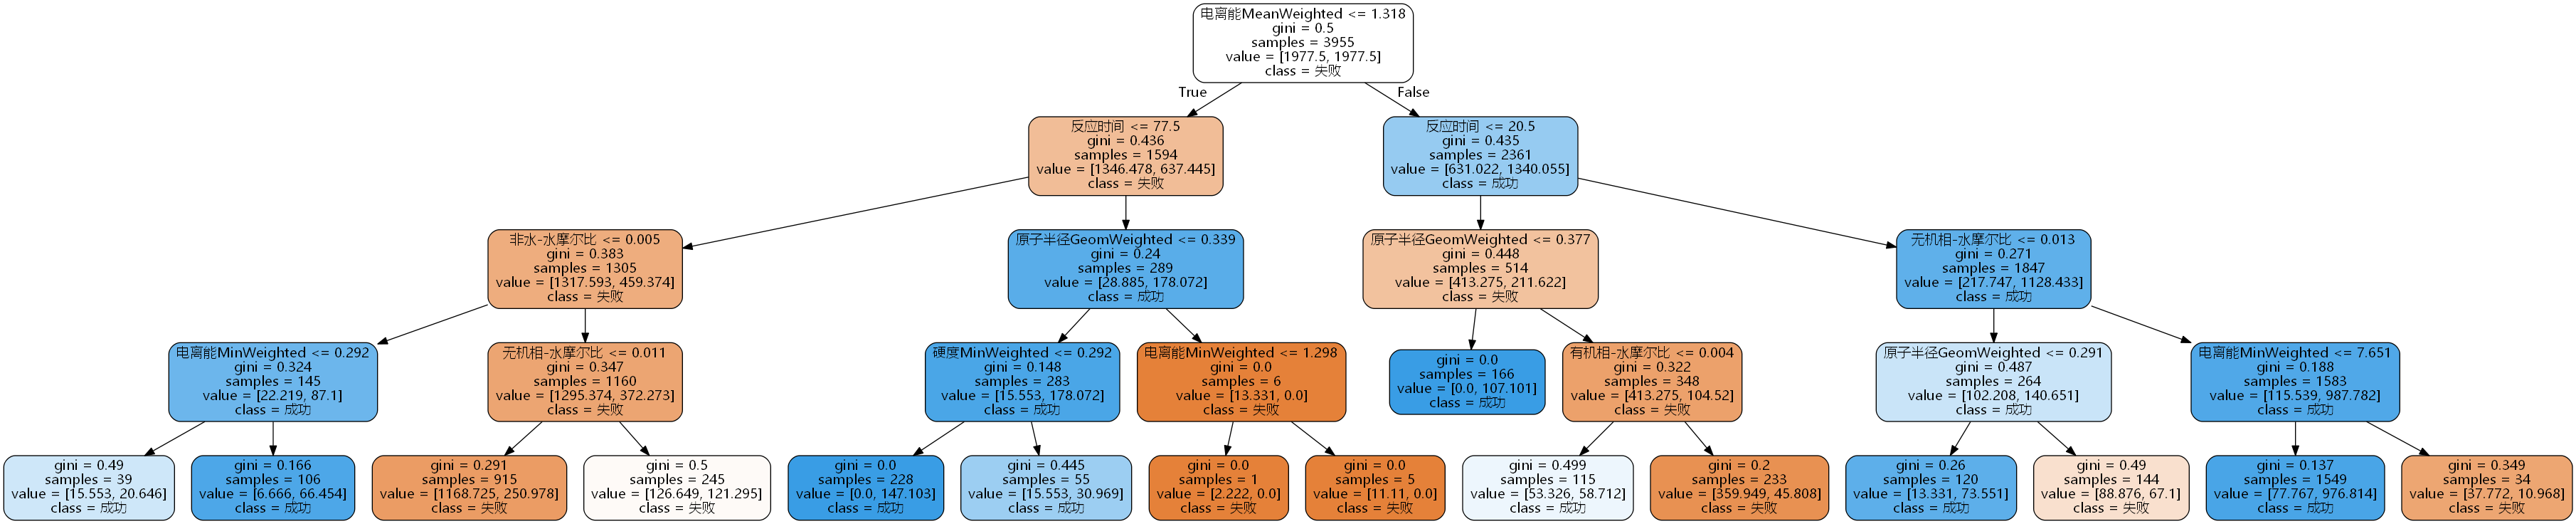 电离能MeanWeighted <= 1.318
gini = 0.5
samples = 3955
value = [1977.5, 1977.5]
class = 失败
True
False
反应时间 <= 77.5
gini = 0.436
samples = 1594
value = [1346.478, 637.445]
class = 失败
反应时间 <= 20.5
gini = 0.435
samples = 2361
value = [631.022, 1340.055]
class = 成功
非水-水摩尔比 <= 0.005
gini = 0.383
samples = 1305
value = [1317.593, 459.374]
class = 失败
原子半径GeomWeighted <= 0.339
gini = 0.24
samples = 289
value = [28.885, 178.072]
class = 成功
原子半径GeomWeighted <= 0.377
gini = 0.448
samples = 514
value = [413.275, 211.622]
class = 失败
无机相-水摩尔比 <= 0.013
gini = 0.271
samples = 1847
value = [217.747, 1128.433]
class = 成功
电离能MinWeighted <= 0.292
gini = 0.324
samples = 145
value = [22.219, 87.1]
class = 成功
无机相-水摩尔比 <= 0.011
gini = 0.347
samples = 1160
value = [1295.374, 372.273]
class = 失败
硬度MinWeighted <= 0.292
gini = 0.148
samples = 283
value = [15.553, 178.072]
class = 成功
电离能MinWeighted <= 1.298
gini = 0.0
samples = 6
value = [13.331, 0.0]
class = 失败
gini = 0.0
samples = 166
value = [0.0, 107.101]
class = 成功
有机相-水摩尔比 <= 0.004
gini = 0.322
samples = 348
value = [413.275, 104.52]
class = 失败
原子半径GeomWeighted <= 0.291
gini = 0.487
samples = 264
value = [102.208, 140.651]
class = 成功
电离能MinWeighted <= 7.651
gini = 0.188
samples = 1583
value = [115.539, 987.782]
class = 成功
gini = 0.49
samples = 39
value = [15.553, 20.646]
class = 成功
gini = 0.166
samples = 106
value = [6.666, 66.454]
class = 成功
gini = 0.291
samples = 915
value = [1168.725, 250.978]
class = 失败
gini = 0.5
samples = 245
value = [126.649, 121.295]
class = 失败
gini = 0.0
samples = 228
value = [0.0, 147.103]
class = 成功
gini = 0.445
samples = 55
value = [15.553, 30.969]
class = 成功
gini = 0.0
samples = 1
value = [2.222, 0.0]
class = 失败
gini = 0.0
samples = 5
value = [11.11, 0.0]
class = 失败
gini = 0.499
samples = 115
value = [53.326, 58.712]
class = 成功
gini = 0.2
samples = 233
value = [359.949, 45.808]
class = 失败
gini = 0.26
samples = 120
value = [13.331, 73.551]
class = 成功
gini = 0.49
samples = 144
value = [88.876, 67.1]
class = 失败
gini = 0.137
samples = 1549
value = [77.767, 976.814]
class = 成功
gini = 0.349
samples = 34
value = [37.772, 10.968]
class = 失败